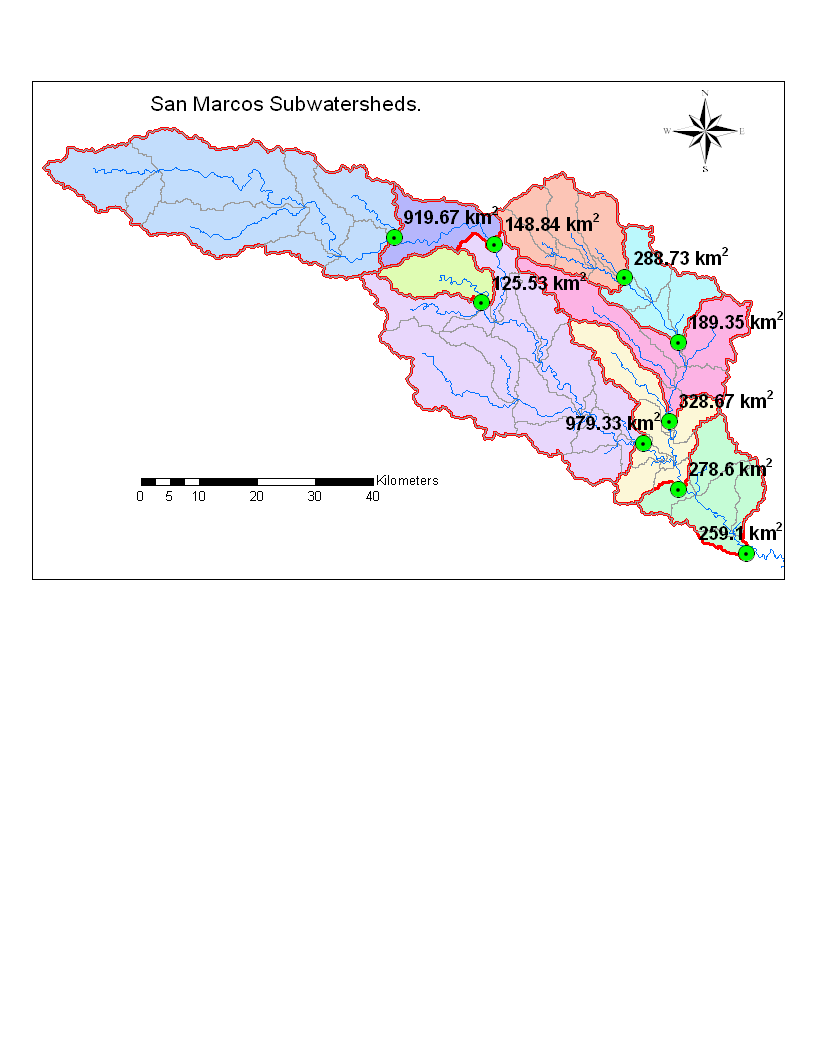 San Marcos Subwatersheds.
N
W E
S
919.67 km²
148.84 km²
288.73 km²
125.53 km²
189.35 km²
328.67 km²
979.33 km²
278.6 km²
259.1 km²
Kilometers
0 5 10 20 30 40